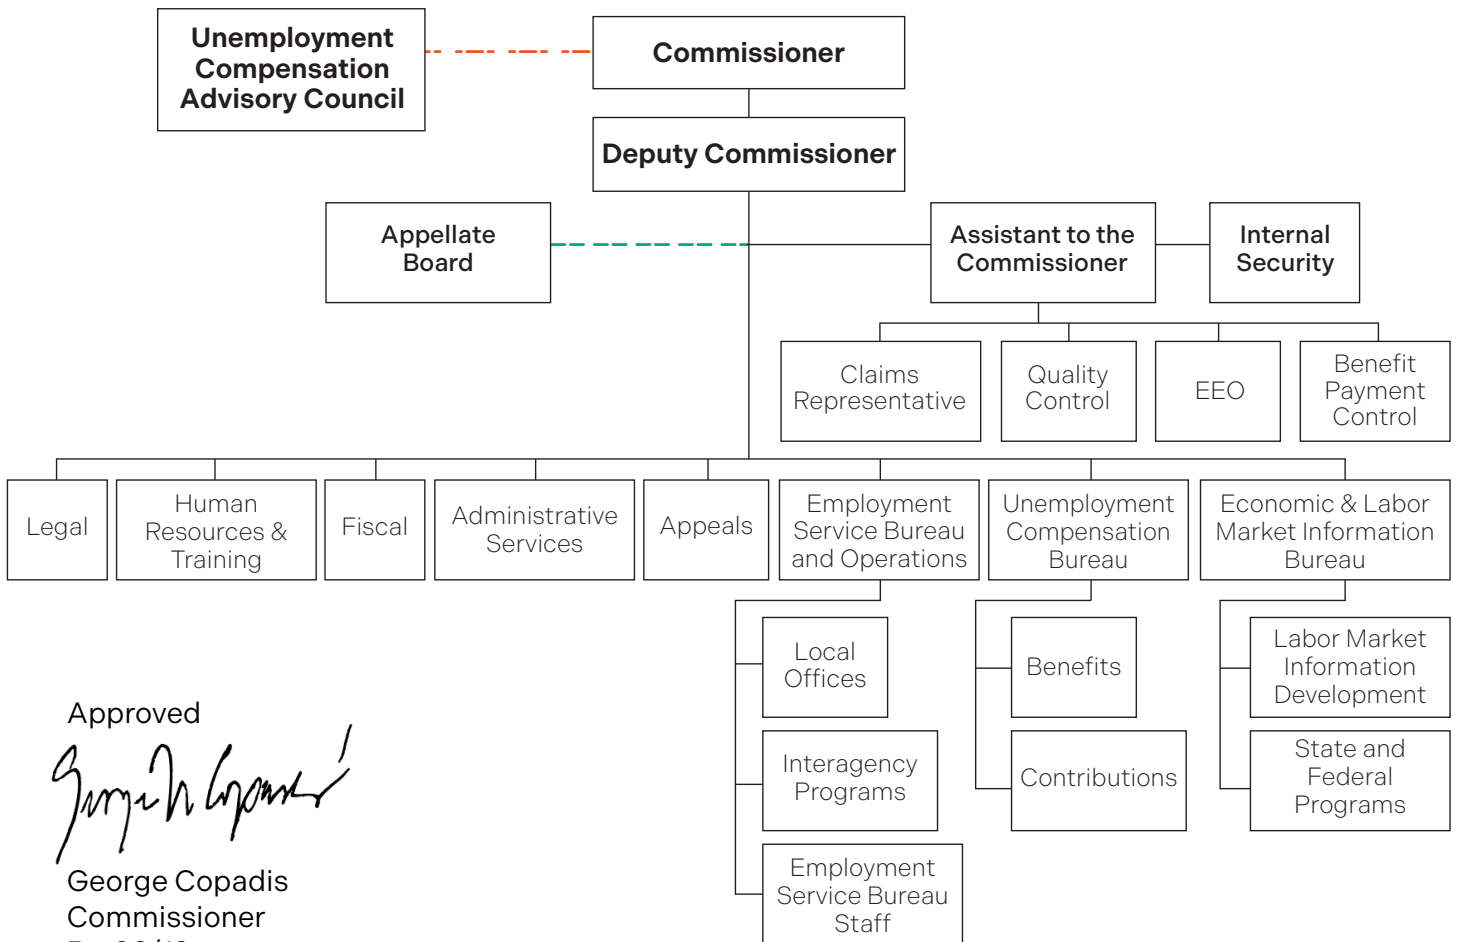 Unemployment
Compensation
Advisory Council
Commissioner
Deputy Commissioner
Appellate
Board
Assistant to the
Commissioner
Internal
Security
Claims
Representative
Quality
Control
EEO
Benefit
Payment
Control
Legal
Human
Resources &
Training
Fiscal
Administrative
Services
Appeals
Employment
Service Bureau
and Operations
Unemployment
Compensation
Bureau
Economic & Labor
Market Information
Bureau
Local
Offices
Interagency
Programs
Employment
Service Bureau
Staff
Benefits
Contributions
Labor Market
Information
Development
State and
Federal
Programs
Approved
George Copadis
Commissioner